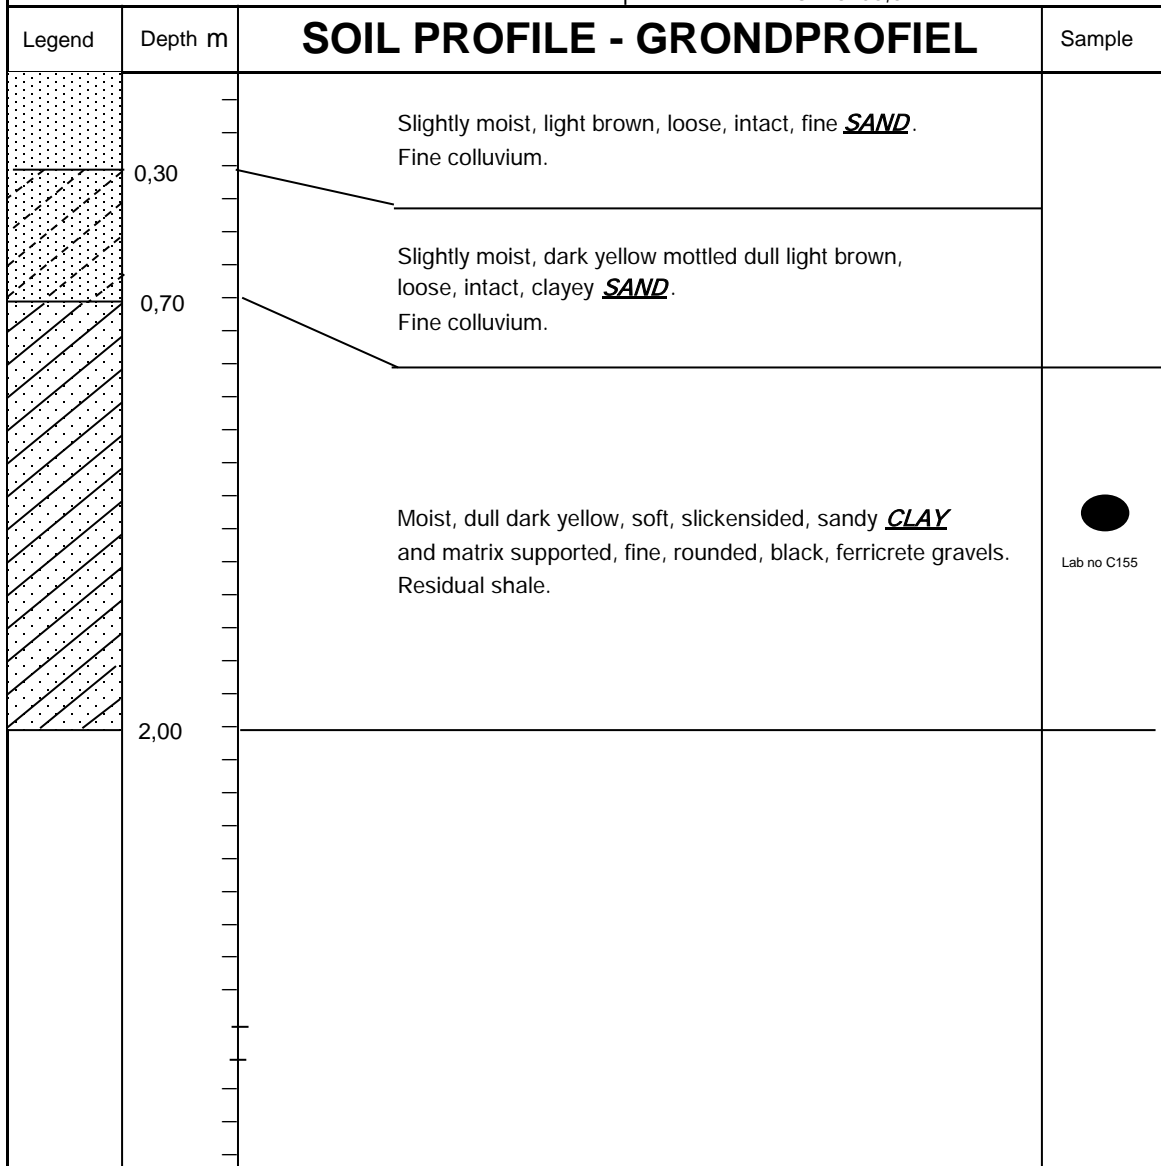 Legend Depth m SOIL PROFILE - GRONDPROFIEL Sample
Slightly moist, light brown, loose, intact, fine SAND.
Fine colluvium.
0,30
Slightly moist, dark yellow mottled dull light brown,
loose, intact, clayey SAND.
0,70
Fine colluvium.
Moist, dull dark yellow, soft, slickensided, sandy CLAY
and matrix supported, fine, rounded, black, ferricrete gravels.
Lab no C155
Residual shale.
2,00